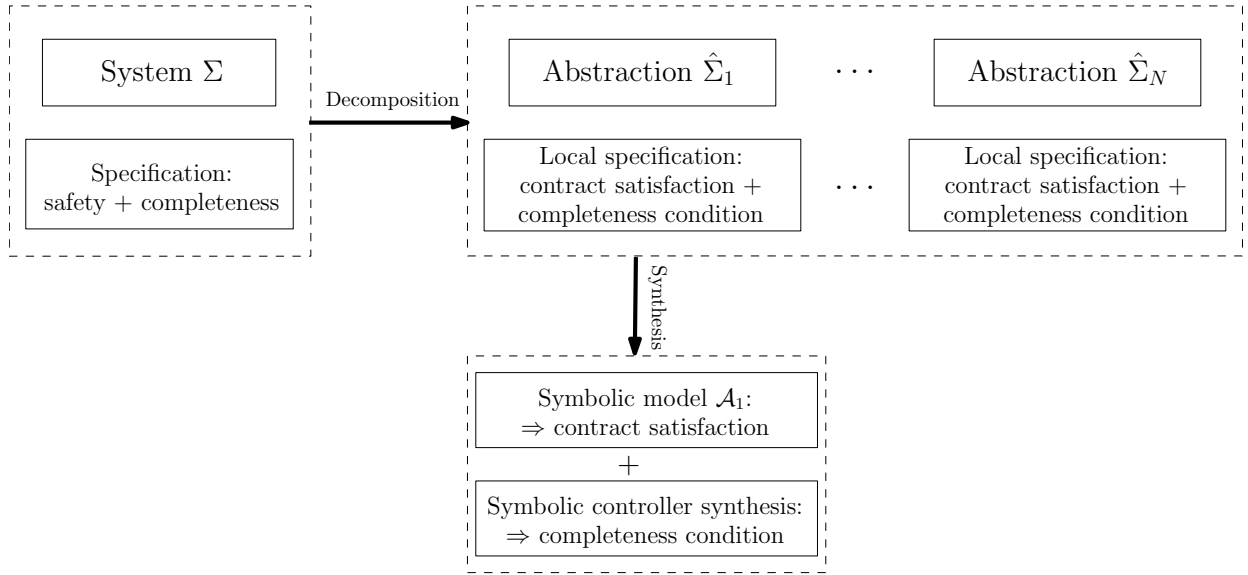 System Σ
Specification:
safety + completeness
Decomposition
Abstraction Σ̂₁
· · ·
Abstraction Σ̂_N
Local specification:
contract satisfaction +
completeness condition
· · ·
Local specification:
contract satisfaction +
completeness condition
Synthesis
Symbolic model 𝒜₁:
⇒ contract satisfaction
+
Symbolic controller synthesis:
⇒ completeness condition